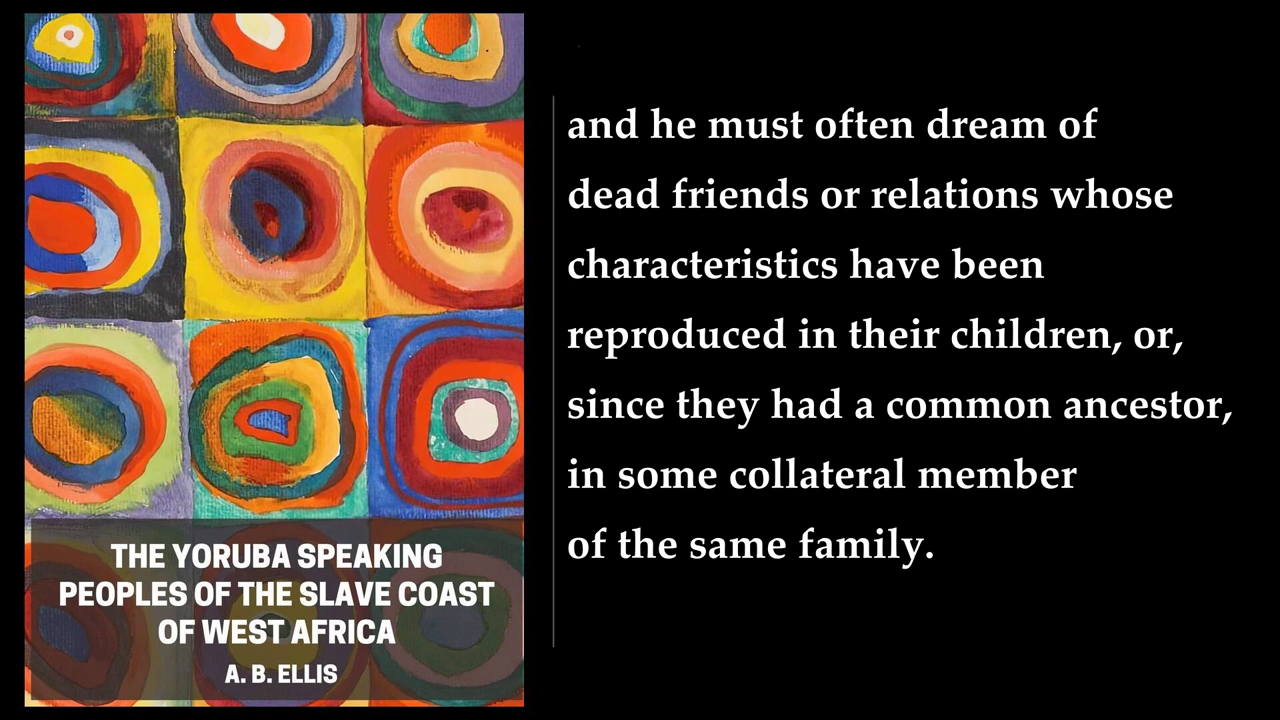 THE YORUBA SPEAKING
PEOPLES OF THE SLAVE COAST
OF WEST AFRICA
A. B. ELLIS
and he must often dream of
dead friends or relations whose
characteristics have been
reproduced in their children, or,
since they had a common ancestor,
in some collateral member
of the same family.